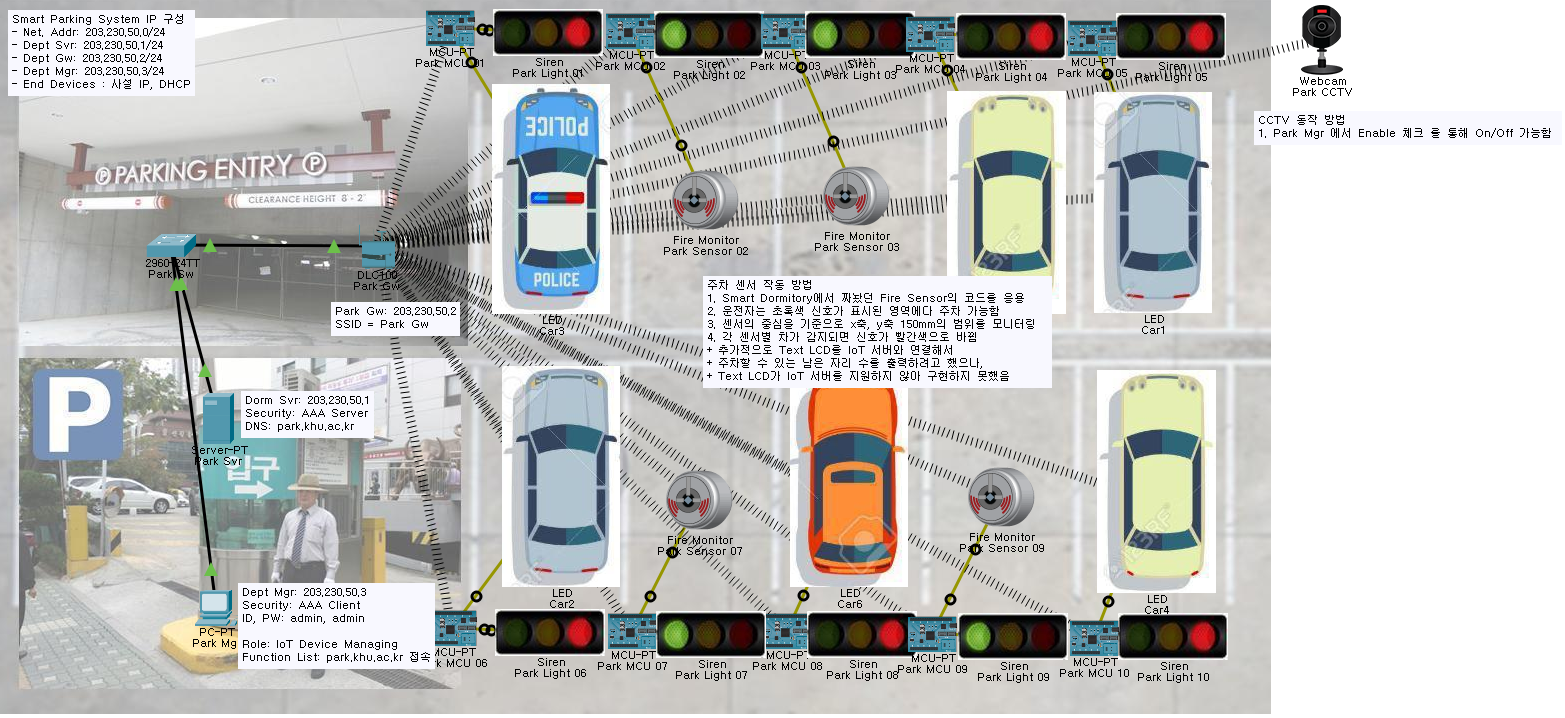 Smart Parking System IP 구성
- Net, Addr: 203,230,50,0/24
- Dept Svr: 203,230,50,1/24
- Dept Gw: 203,230,50,2/24
- Dept Mgr: 203,230,50,3/24
- End Devices : 사설 IP, DHCP
MCU-PT
Park MCU 01
Siren
Park Light 01
MCU-PT
Park MCU 02
Siren
Park Light 02
MCU-PT
Park MCU 03
Siren
Park Light 03
MCU-PT
Park MCU 04
Siren
Park Light 04
MCU-PT
Park MCU 05
Siren
Park Light 05
Webcam
Park CCTV
CCTV 동작 방법
1, Park Mgr 에서 Enable 체크 을 통해 On/Off 가능함
PARKING ENTRY P
CLEARANCE HEIGHT 8'-2"
POLICE
POLICE
LED
Car3
Fire Monitor
Park Sensor 02
Fire Monitor
Park Sensor 03
LED
Car1
2960-24TT
Park Sw
DLC100
Park Gw
Park Gw: 203,230,50,2
SSID = Park Gw
주차 센서 작동 방법
1, Smart Dormitory에서 짜놨던 Fire Sensor의 코드를 응용
2, 운전자는 초록색 신호가 표시된 영역에다 주차 가능함
3, 센서의 중심을 기준으로 x축, y축 150mm의 범위를 모니터링
4, 각 센서별 차가 감지되면 신호가 빨간색으로 바뀜
+ 추가적으로 Text LCD를 IoT 서버와 연결해서
+ 주차할 수 있는 남은 자리 수를 출력하려고 했으나,
+ Text LCD가 IoT 서버를 지원하지 않아 구현하지 못했음
P
Dorm Svr: 203,230,50,1
Security: AAA Server
DNS: park,khu,ac,kr
Server-PT
Park Svr
입구
LED
Car2
Fire Monitor
Park Sensor 07
LED
Car6
Fire Monitor
Park Sensor 09
LED
Car4
PC-PT
Park Mg
Dept Mgr: 203,230,50,3
Security: AAA Client
ID, PW: admin, admin
Role: IoT Device Managing
Function List: park,khu,ac,kr 접속
MCU-PT
Park MCU 06
Siren
Park Light 06
MCU-PT
Park MCU 07
Siren
Park Light 07
MCU-PT
Park MCU 08
Siren
Park Light 08
MCU-PT
Park MCU 09
Siren
Park Light 09
MCU-PT
Park MCU 10
Siren
Park Light 10